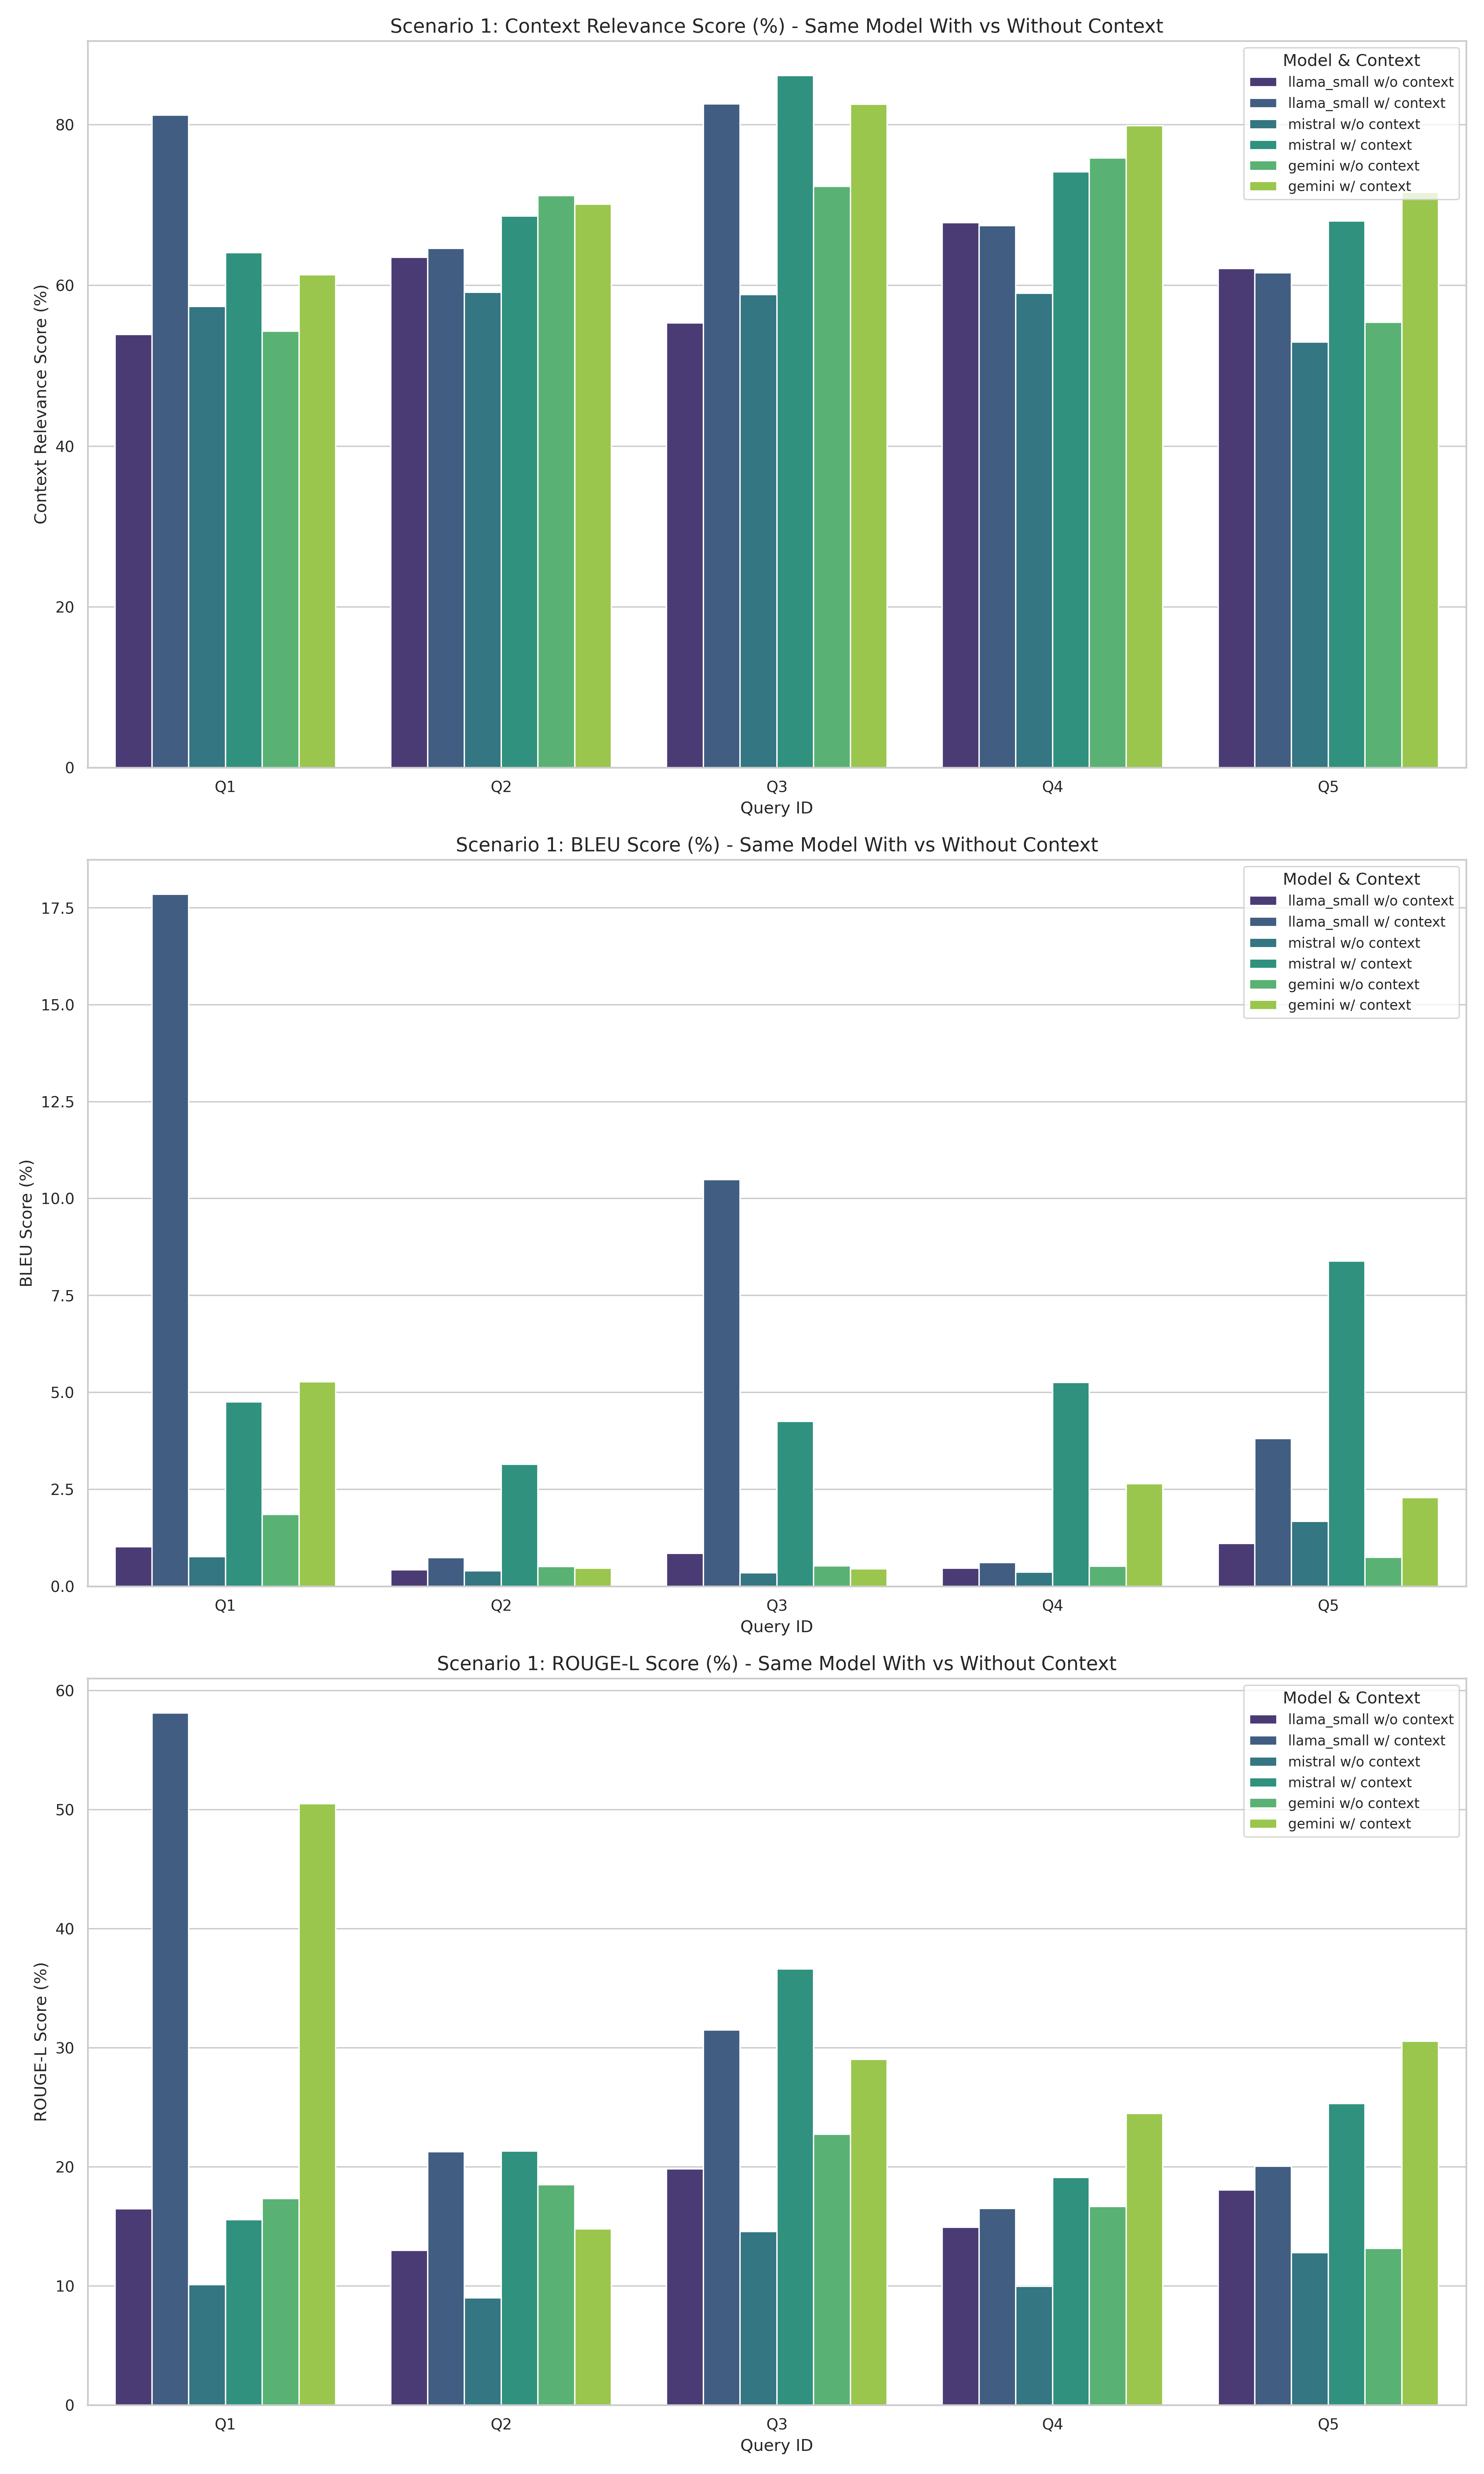 Scenario 1: Context Relevance Score (%) - Same Model With vs Without Context
Model & Context
llama_small w/o context
llama_small w/ context
mistral w/o context
mistral w/ context
gemini w/o context
gemini w/ context
Context Relevance Score (%)
80
60
40
20
0
Q1 Q2 Q3 Q4 Q5
Query ID
Scenario 1: BLEU Score (%) - Same Model With vs Without Context
Model & Context
llama_small w/o context
llama_small w/ context
mistral w/o context
mistral w/ context
gemini w/o context
gemini w/ context
BLEU Score (%)
17.5
15.0
12.5
10.0
7.5
5.0
2.5
0.0
Q1 Q2 Q3 Q4 Q5
Query ID
Scenario 1: ROUGE-L Score (%) - Same Model With vs Without Context
Model & Context
llama_small w/o context
llama_small w/ context
mistral w/o context
mistral w/ context
gemini w/o context
gemini w/ context
ROUGE-L Score (%)
60
50
40
30
20
10
0
Q1 Q2 Q3 Q4 Q5
Query ID